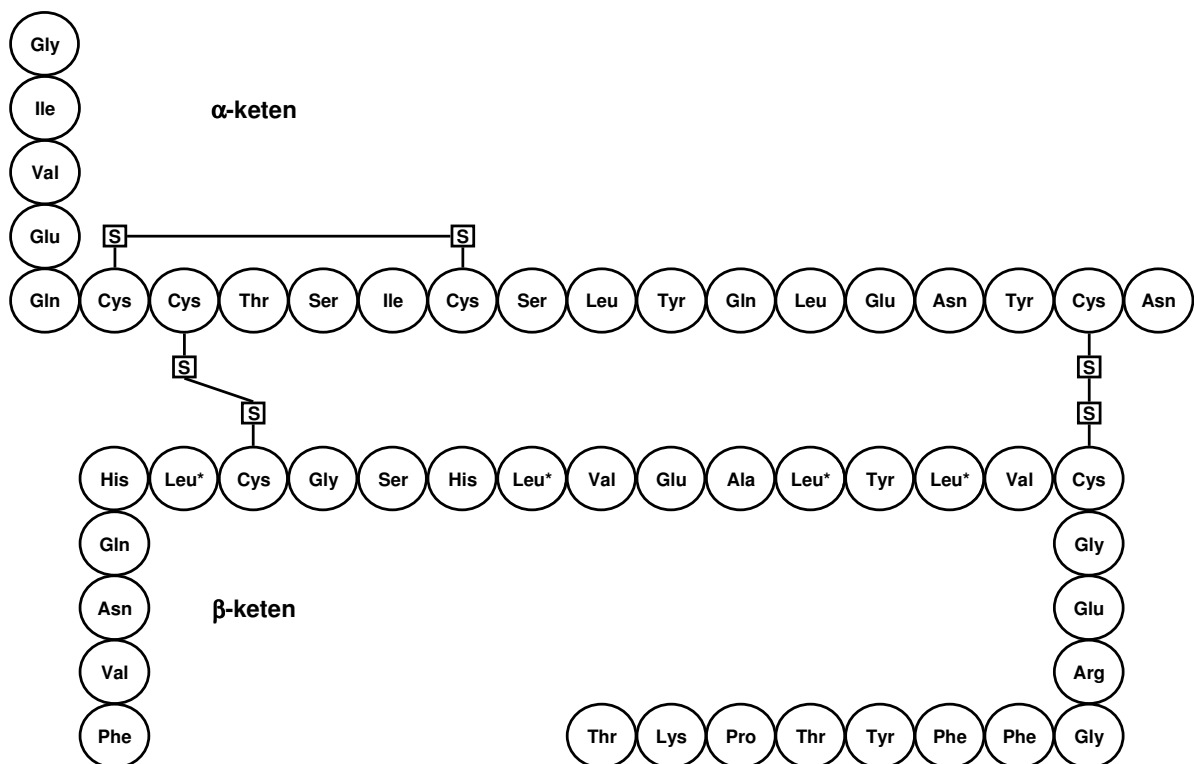 Gly
Ile
α-keten
Val
Glu
S S
Gln Cys Cys Thr Ser Ile Cys Ser Leu Tyr Gln Leu Glu Asn Tyr Cys Asn
S S
S S
His Leu* Cys Gly Ser His Leu* Val Glu Ala Leu* Tyr Leu* Val Cys
Gln Gly
Asn β-keten Glu
Val Arg
Phe Thr Lys Pro Thr Tyr Phe Phe Gly